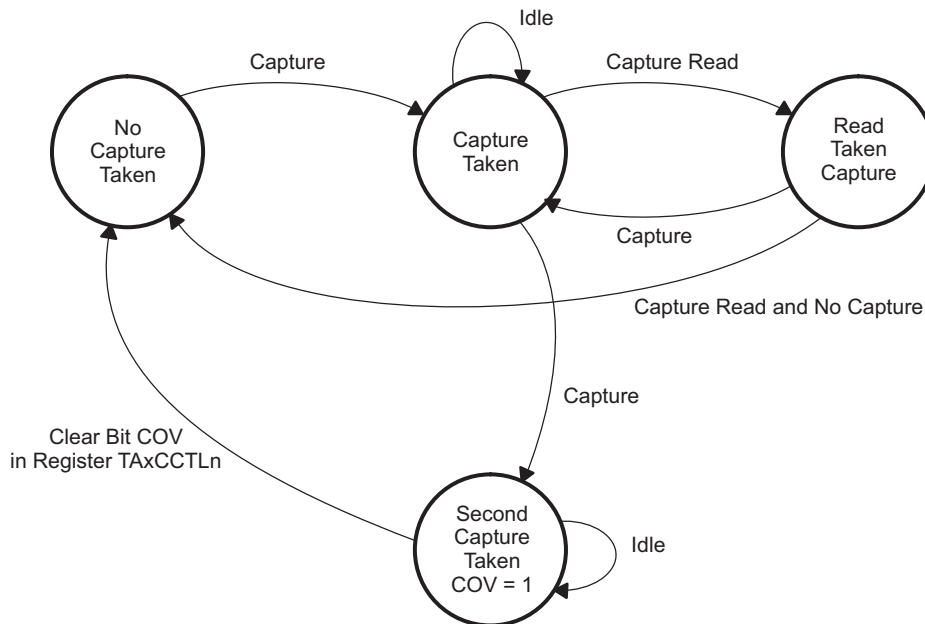 Idle
Capture
Capture Read
No
Capture
Taken
Capture
Taken
Read
Taken
Capture
Capture
Capture Read and No Capture
Capture
Clear Bit COV
in Register TAxCCTLn
Second
Capture
Taken
COV = 1
Idle